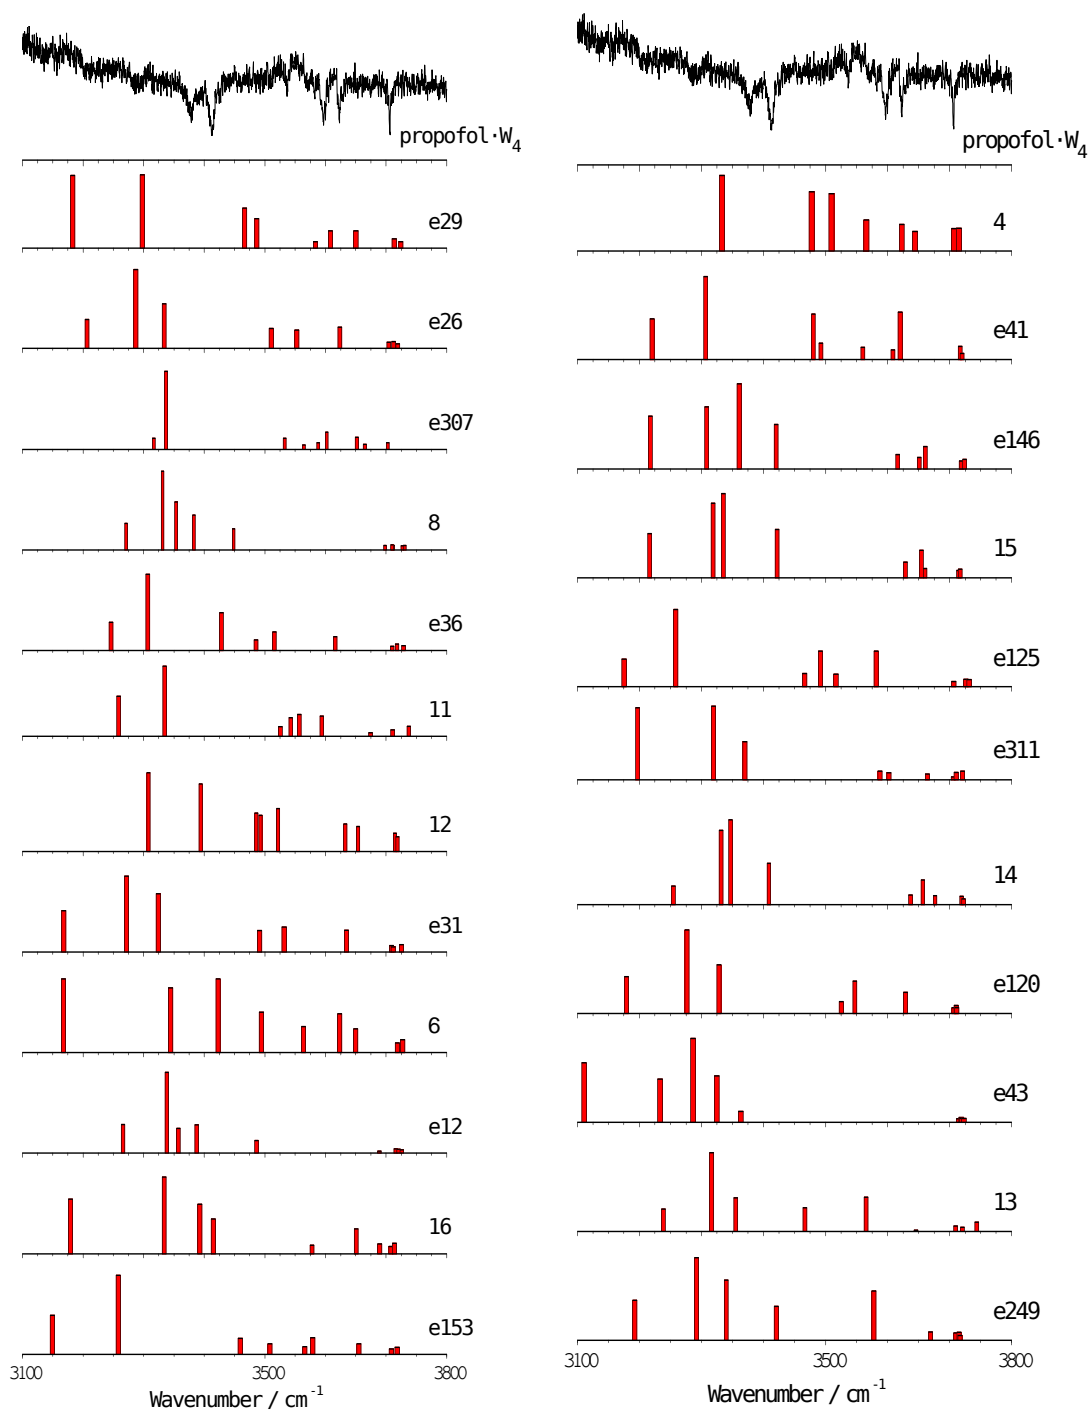 propofol·W4
e29
e26
e307
8
e36
11
12
e31
6
e12
16
e153
3100 3500 3800
Wavenumber / cm-1
propofol·W4
4
e41
e146
15
e125
e311
14
e120
e43
13
e249
3100 3500 3800
Wavenumber / cm-1